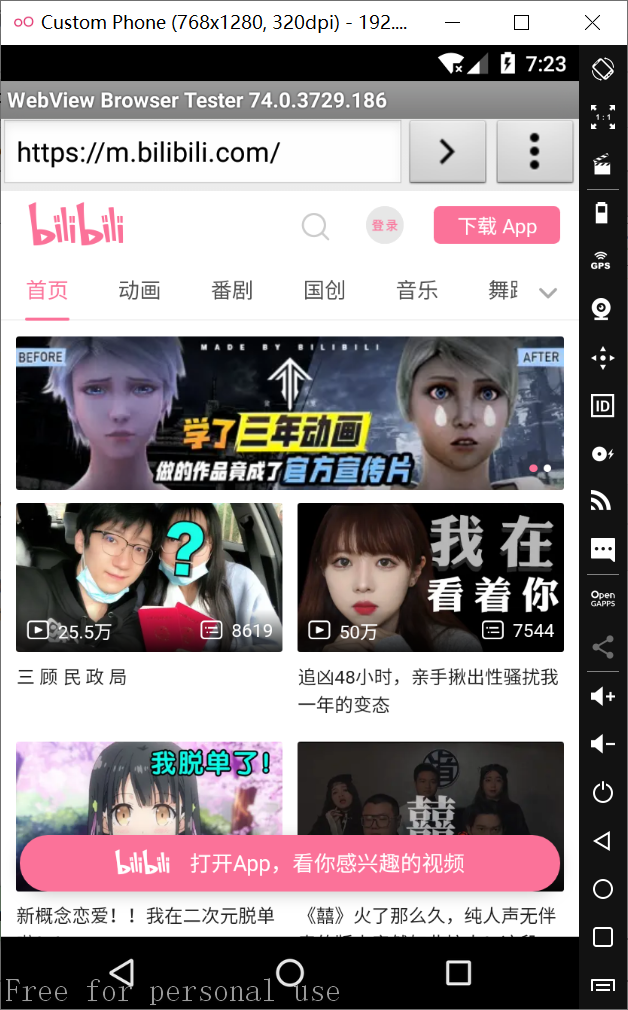 Custom Phone (768x1280, 320dpi) - 192....
7:23
WebView Browser Tester 74.0.3729.186
https://m.bilibili.com/
bilibili
登录
下载 App
首页 动画 番剧 国创 音乐 舞蹈
MADE BY BILIBILI
BEFORE
AFTER
学了三年动画
做的作品竟成了官方宣传片
?
25.5万 8619
我在
看着你
50万 7544
三 顾 民 政 局
追凶48小时，亲手揪出性骚扰我
一年的变态
我脱单了！
囍
bilibili 打开App，看你感兴趣的视频
新概念恋爱！！我在二次元脱单
《囍》火了那么久，纯人声无伴
Free for personal use
1:1
GPS
ID
Open
GAPPS